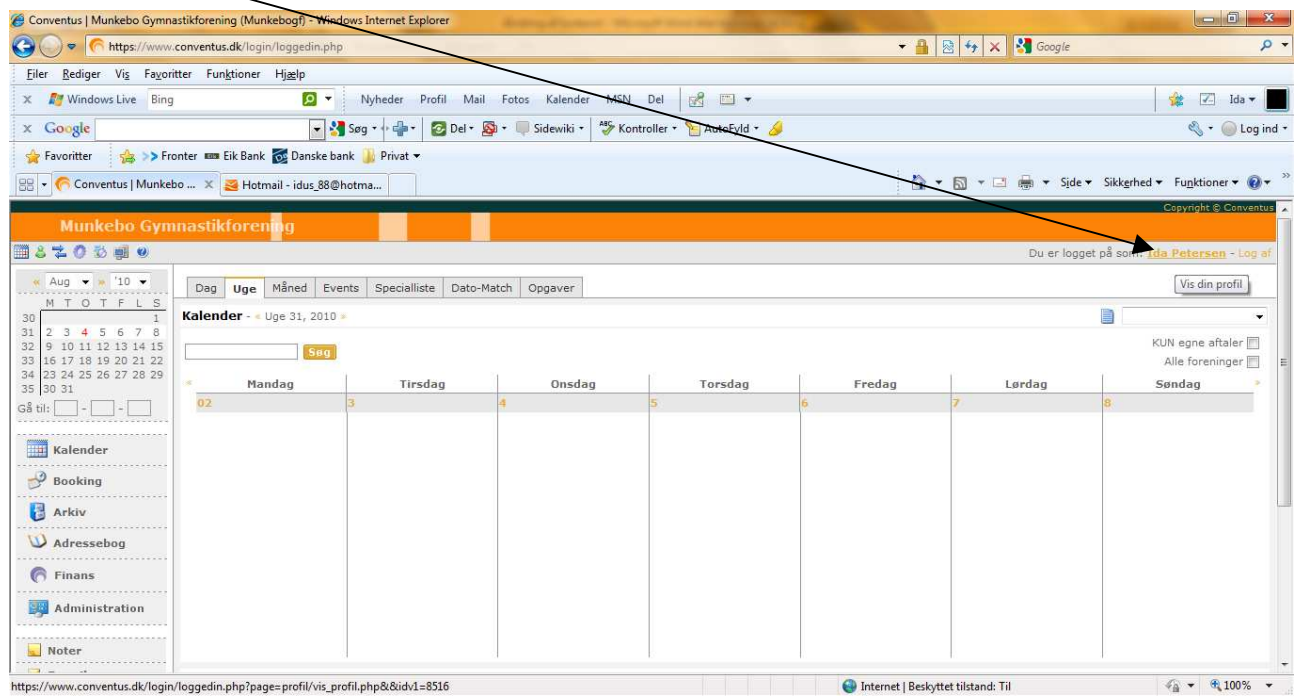 Conventus | Munkebo Gymnastikforening (Munkebogf) - Windows Internet Explorer
https://www.conventus.dk/login/loggedin.php
Google
Filer Rediger Vis Favoritter Funktioner Hjælp
x Windows Live Bing Nyheder Profil Mail Fotos Kalender MSN Del Ida
x Google Søg Del Sidewiki Kontroller AutoFyld Log ind
Favoritter >> Fronter Eik Bank Danske bank Privat
Conventus | Munkebo ... x Hotmail - idus_88@hotma... Side Sikkerhed Funktioner »
Copyright © Conventus
Munkebo Gymnastikforening
Du er logget på som: Ida Petersen - Log af
Vis din profil
« Aug » '10
M T O T F L S
30 1
31 2 3 4 5 6 7 8
32 9 10 11 12 13 14 15
33 16 17 18 19 20 21 22
34 23 24 25 26 27 28 29
35 30 31
Gå til: - -
Dag Uge Måned Events Specialliste Dato-Match Opgaver
Kalender - « Uge 31, 2010 »
KUN egne aftaler
Søg
Alle foreninger
« Mandag Tirsdag Onsdag Torsdag Fredag Lørdag Søndag »
02 3 4 5 6 7 8
Kalender
Booking
Arkiv
Adressebog
Finans
Administration
Noter
https://www.conventus.dk/login/loggedin.php?page=profil/vis_profil.php&&idv1=8516
Internet | Beskyttet tilstand: Til
100%